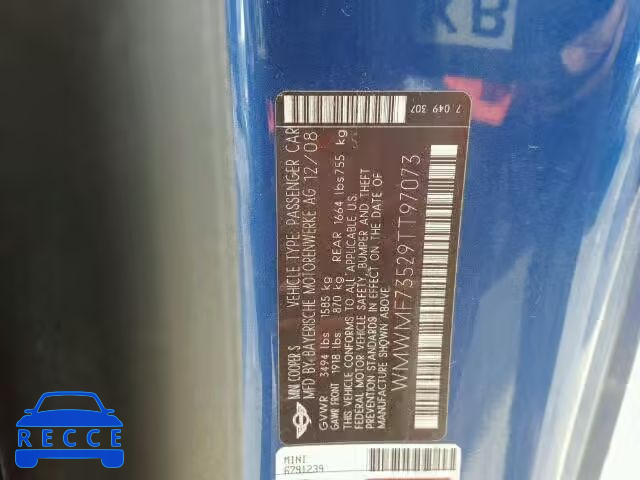 MINI COOPER S VEHICLE TYPE: PASSENGER CAR
MFD BY: BAYERISCHE MOTORENWERKE AG 12/08
GVWR 3494 lbs 1585 kg
GAWR FRONT 1918 lbs 870 kg REAR 1664 lbs 755 kg
THIS VEHICLE CONFORMS TO ALL APPLICABLE U.S.
FEDERAL MOTOR VEHICLE SAFETY, BUMPER AND THEFT
PREVENTION STANDARDS IN EFFECT ON THE DATE OF
MANUFACTURE.
WMWMF73529TT97073
7 049 307
MINI
6791239
KB
RECCE